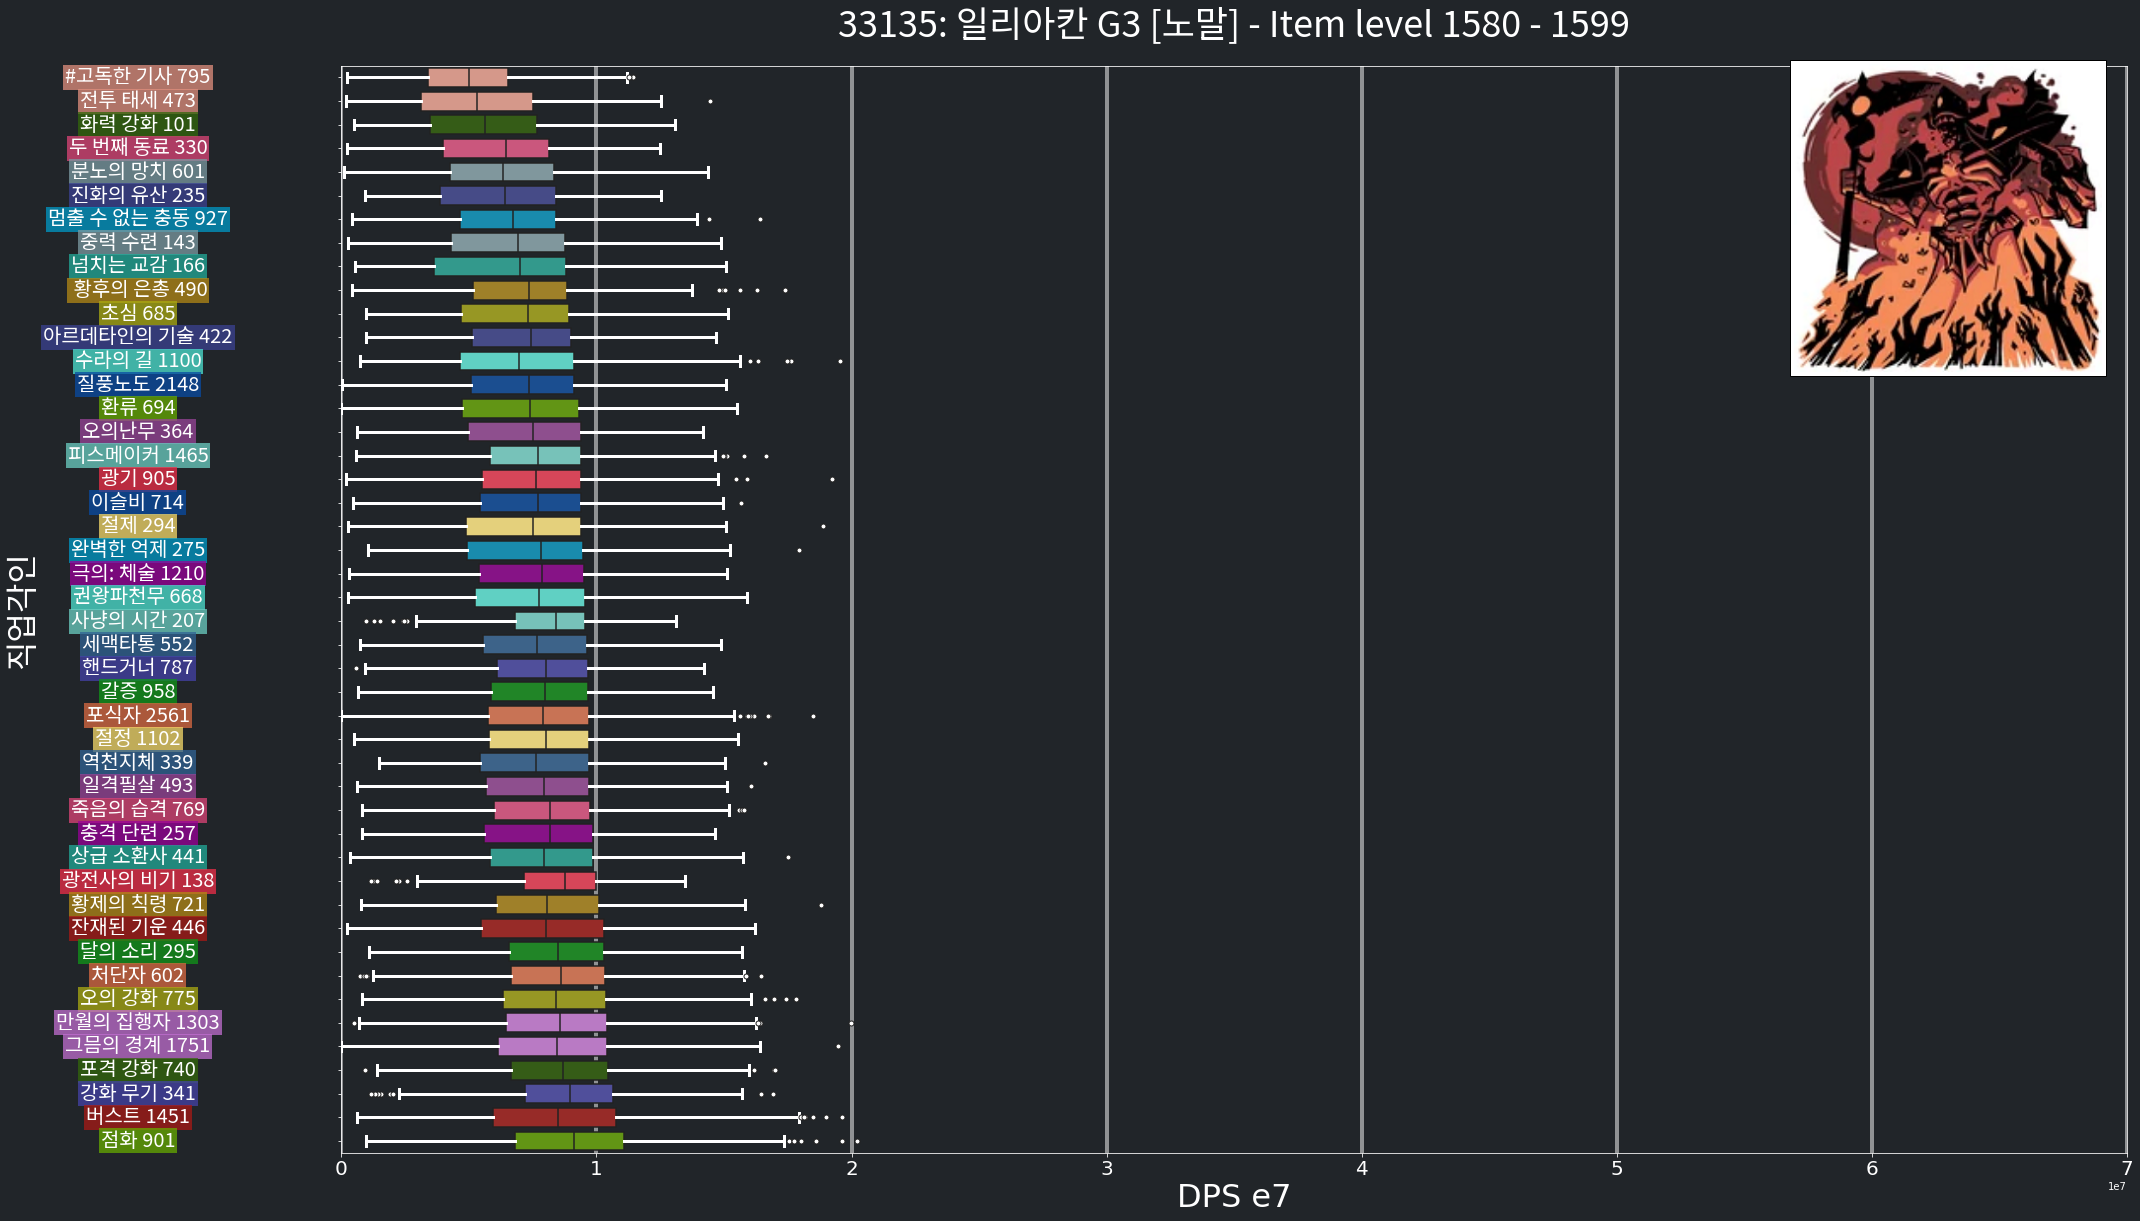 33135: 일리아칸 G3 [노말] - Item level 1580 - 1599
#고독한 기사 795
전투 태세 473
화력 강화 101
두 번째 동료 330
분노의 망치 601
진화의 유산 235
멈출 수 없는 충동 927
중력 수련 143
넘치는 교감 166
황후의 은총 490
초심 685
아르데타인의 기술 422
수라의 길 1100
질풍노도 2148
환류 694
오의난무 364
피스메이커 1465
광기 905
이슬비 714
절제 294
완벽한 억제 275
극의: 체술 1210
권왕파천무 668
사냥의 시간 207
세맥타통 552
핸드거너 787
갈증 958
포식자 2561
절정 1102
역천지체 339
일격필살 493
죽음의 습격 769
충격 단련 257
상급 소환사 441
광전사의 비기 138
황제의 칙령 721
잔재된 기운 446
달의 소리 295
처단자 602
오의 강화 775
만월의 집행자 1303
그믐의 경계 1751
포격 강화 740
강화 무기 341
버스트 1451
점화 901
직업각인
0 1 2 3 4 5 6 7
1e7
DPS e7